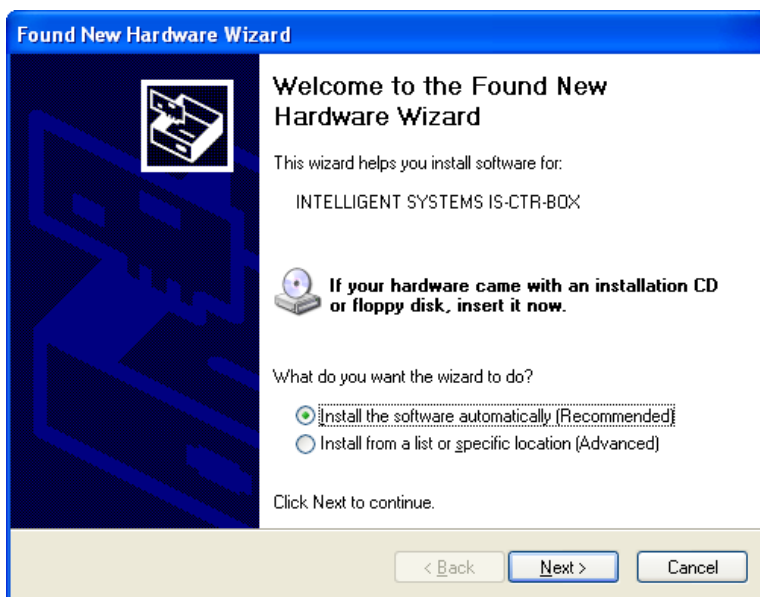 Found New Hardware Wizard
Welcome to the Found New
Hardware Wizard
This wizard helps you install software for:
INTELLIGENT SYSTEMS IS-CTR-BOX
If your hardware came with an installation CD
or floppy disk, insert it now.
What do you want the wizard to do?
Install the software automatically (Recommended)
Install from a list or specific location (Advanced)
Click Next to continue.
< Back Next > Cancel